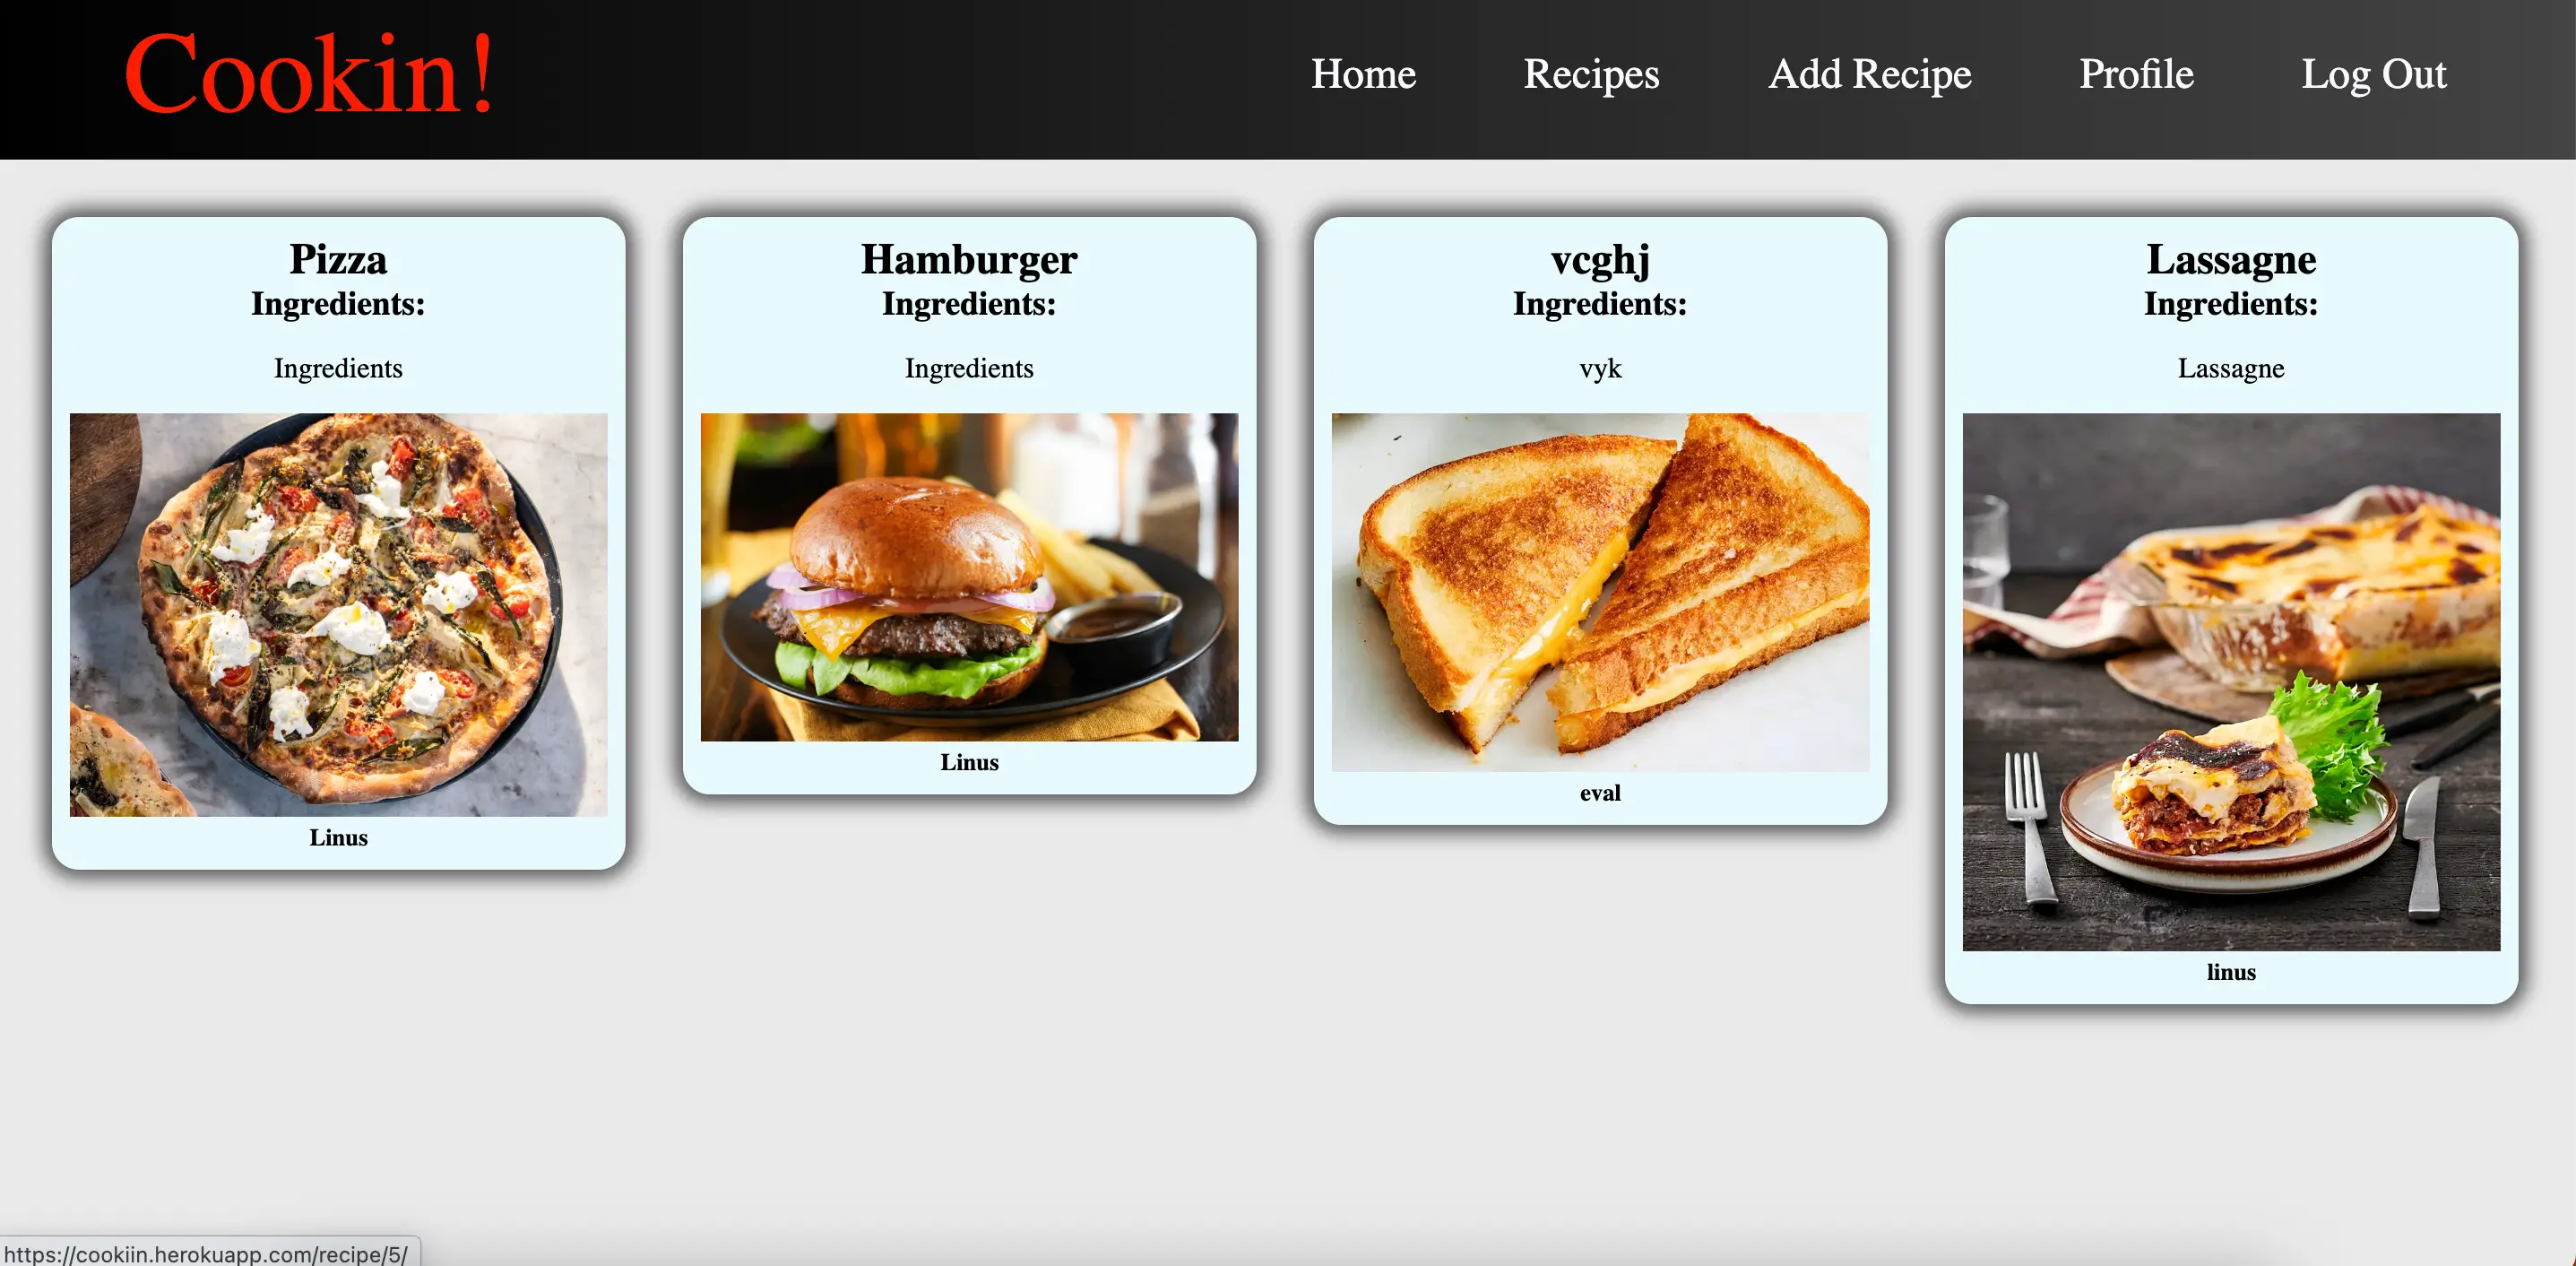 Cookin!
Home Recipes Add Recipe Profile Log Out
Pizza
Ingredients:
Ingredients
Linus
Hamburger
Ingredients:
Ingredients
Linus
vcghj
Ingredients:
vyk
eval
Lassagne
Ingredients:
Lassagne
linus
https://cookiin.herokuapp.com/recipe/5/